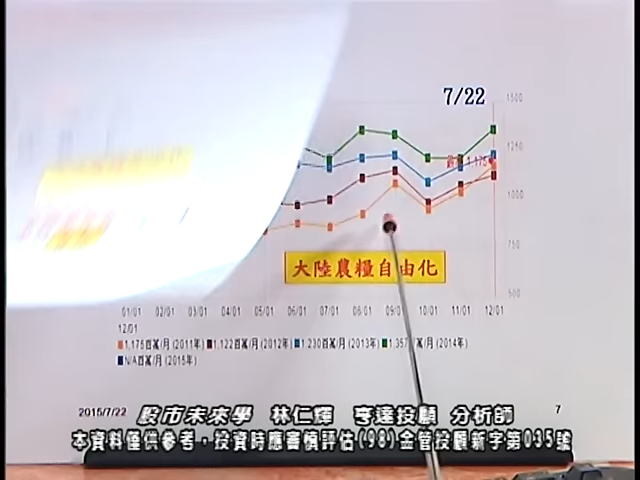 7/22
1500
1250
1,175
1000
750
大陸農糧自由化
500
01/01 02/01 03/01 04/01 05/01 06/01 07/01 08/01 09/01 10/01 11/01 12/01
12/01
1,175百萬/月 (2011年) 1,122百萬/月 (2012年) 1,230百萬/月 (2013年) 1,357 萬/月 (2014年)
N/A百萬/月 (2015年)
2015/7/22
7
股市未來學 林仁輝 亨達投顧 分析師
本資料僅供參考，投資時應審慎評估(98)金管投顧新字第035號